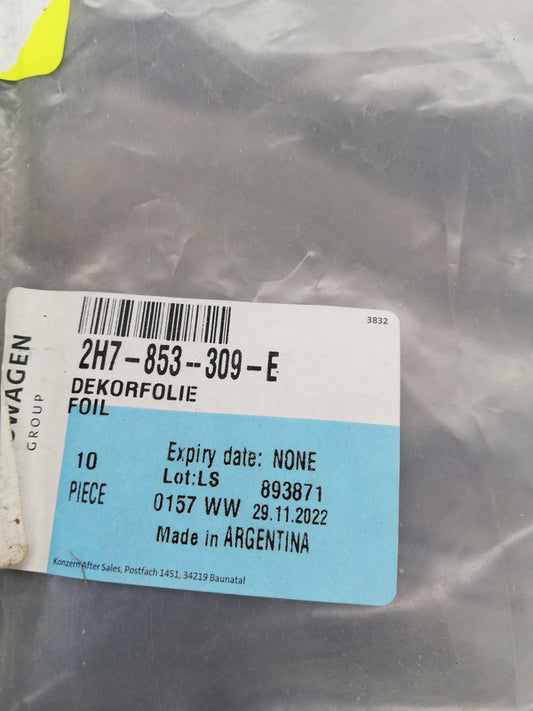 3832
2H7-853--309-E
DEKORFOLIE
FOIL
GROUP
10
PIECE
Expiry date: NONE
Lot:LS 893871
0157 WW 29.11.2022
Made in ARGENTINA
Konzern After Sales, Postfach 1451, 34219 Baunatal